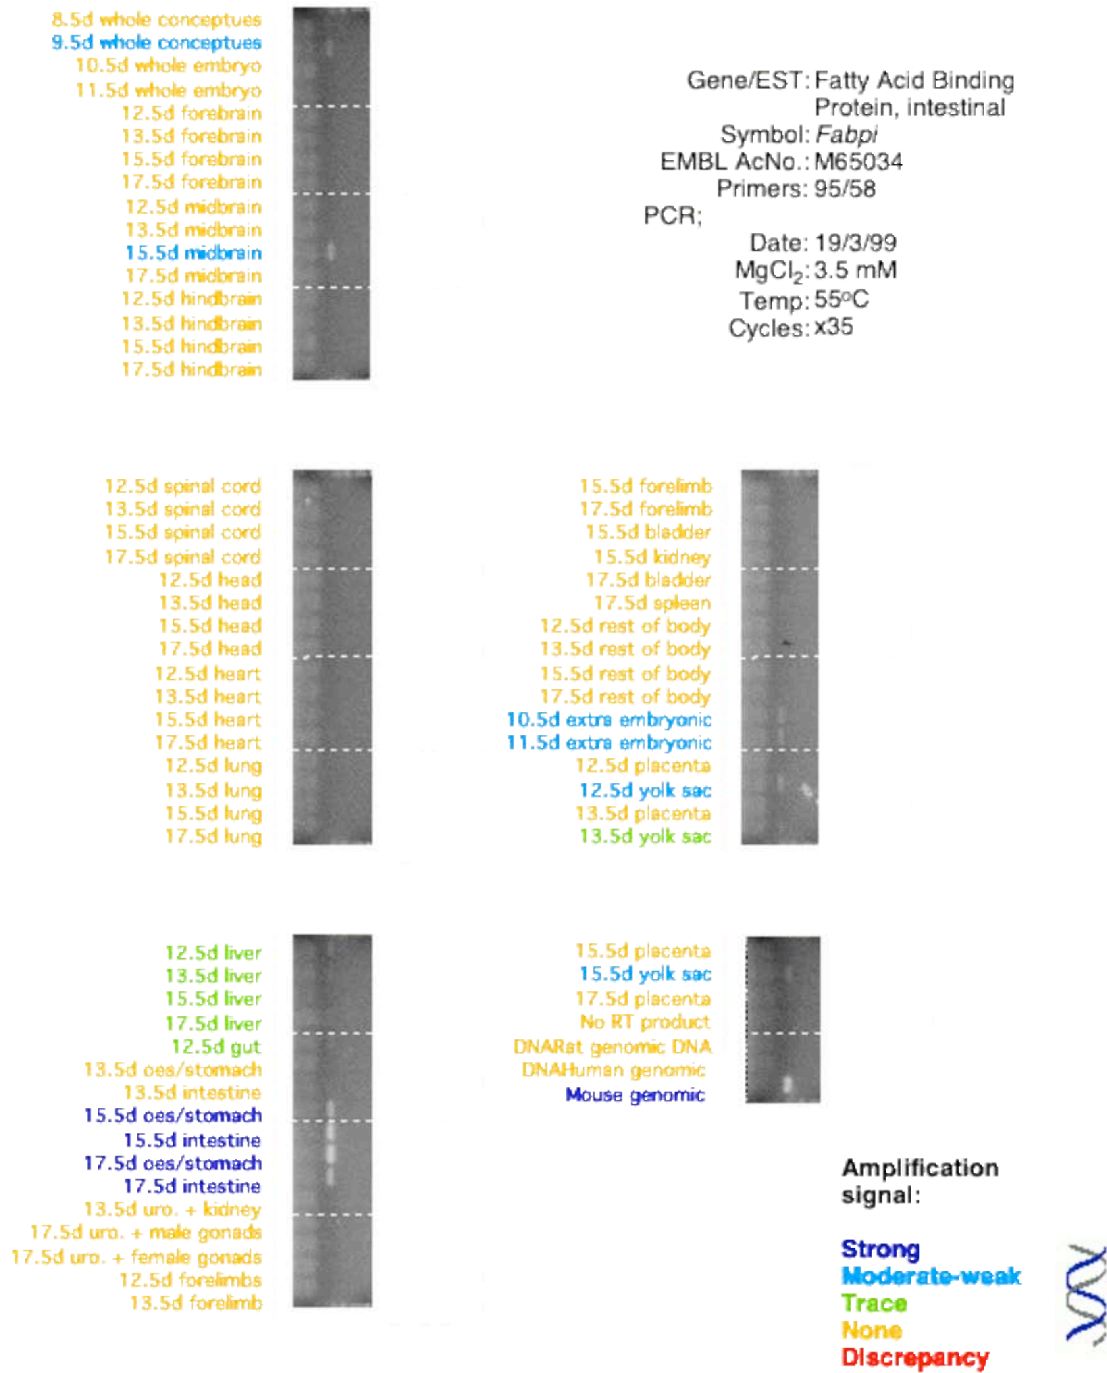 8.5d whole conceptues
9.5d whole conceptues
10.5d whole embryo
11.5d whole embryo
12.5d forebrain
13.5d forebrain
15.5d forebrain
17.5d forebrain
12.5d midbrain
13.5d midbrain
15.5d midbrain
17.5d midbrain
12.5d hindbrain
13.5d hindbrain
15.5d hindbrain
17.5d hindbrain
Gene/EST: Fatty Acid Binding
Protein, intestinal
Symbol: Fabpi
EMBL AcNo.: M65034
Primers: 95/58
PCR;
Date: 19/3/99
MgCl2: 3.5 mM
Temp: 55°C
Cycles: x35
12.5d spinal cord
13.5d spinal cord
15.5d spinal cord
17.5d spinal cord
12.5d head
13.5d head
15.5d head
17.5d head
12.5d heart
13.5d heart
15.5d heart
17.5d heart
12.5d lung
13.5d lung
15.5d lung
17.5d lung
15.5d forelimb
17.5d forelimb
15.5d bladder
15.5d kidney
17.5d bladder
17.5d spleen
12.5d rest of body
13.5d rest of body
15.5d rest of body
17.5d rest of body
10.5d extra embryonic
11.5d extra embryonic
12.5d placenta
12.5d yolk sac
13.5d placenta
13.5d yolk sac
12.5d liver
13.5d liver
15.5d liver
17.5d liver
12.5d gut
13.5d oes/stomach
13.5d intestine
15.5d oes/stomach
15.5d intestine
17.5d oes/stomach
17.5d intestine
13.5d uro. + kidney
17.5d uro. + male gonads
17.5d uro. + female gonads
12.5d forelimbs
13.5d forelimb
15.5d placenta
15.5d yolk sac
17.5d placenta
No RT product
DNARat genomic DNA
DNAHuman genomic
Mouse genomic
Amplification
signal:
Strong
Moderate-weak
Trace
None
Discrepancy